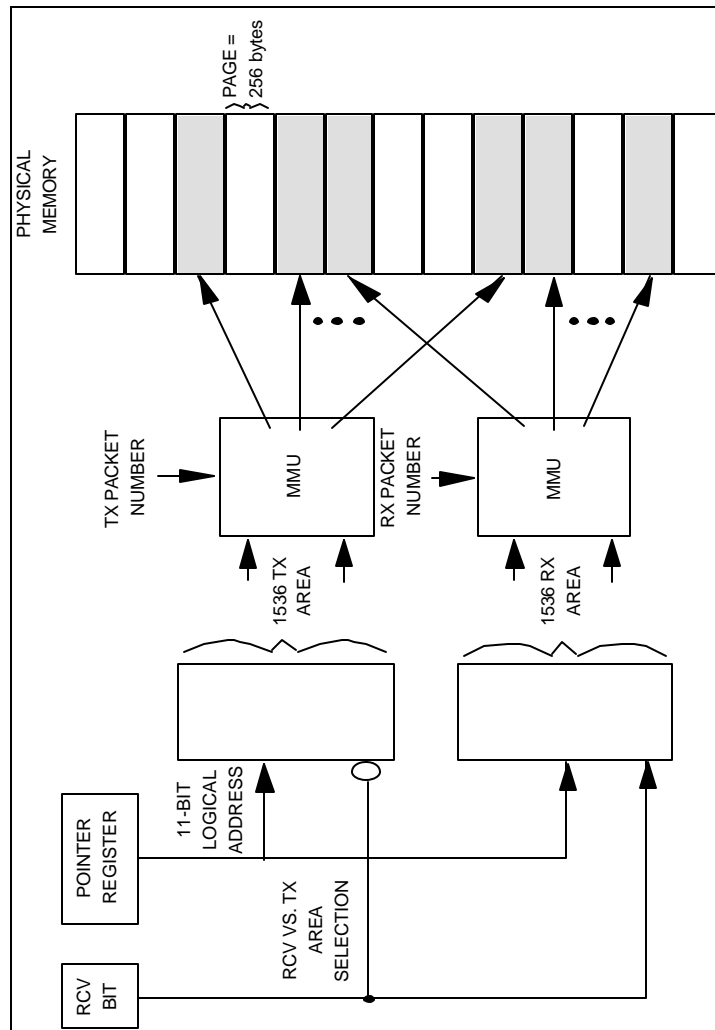 PHYSICAL
MEMORY
PAGE =
256 bytes
TX PACKET
NUMBER
MMU
RX PACKET
NUMBER
MMU
1536 TX
AREA
1536 RX
AREA
11-BIT
LOGICAL
ADDRESS
POINTER
REGISTER
RCV VS. TX
AREA
SELECTION
RCV
BIT